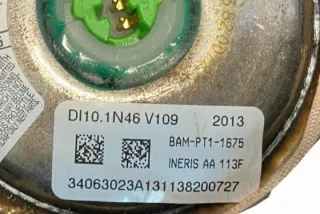 DI10.1N46 V109 2013
BAM-PT1-1675
INERIS AA 113F
34063023A131138200727